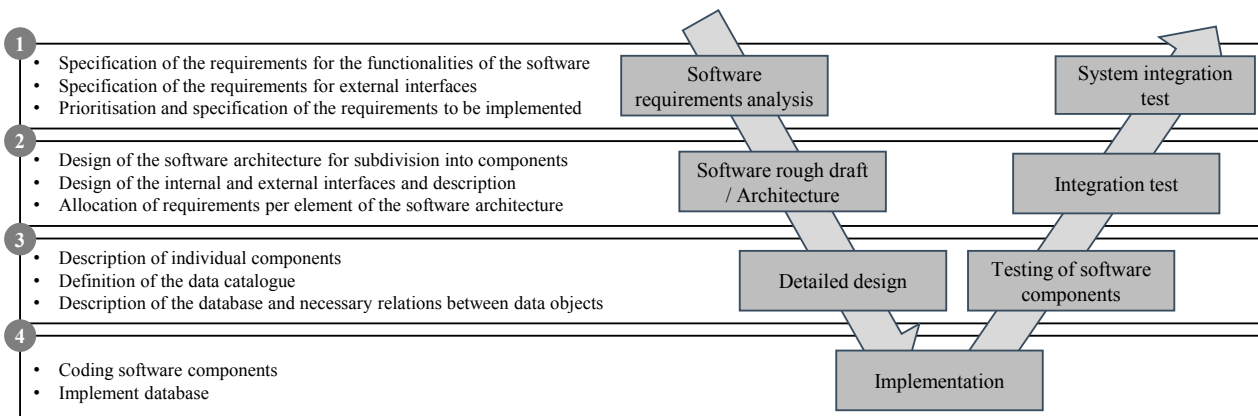 1
• Specification of the requirements for the functionalities of the software
• Specification of the requirements for external interfaces
• Prioritisation and specification of the requirements to be implemented
Software
requirements analysis
System integration
test
2
• Design of the software architecture for subdivision into components
• Design of the internal and external interfaces and description
• Allocation of requirements per element of the software architecture
Software rough draft
/ Architecture
Integration test
3
• Description of individual components
• Definition of the data catalogue
• Description of the database and necessary relations between data objects
Detailed design
Testing of software
components
4
• Coding software components
• Implement database
Implementation